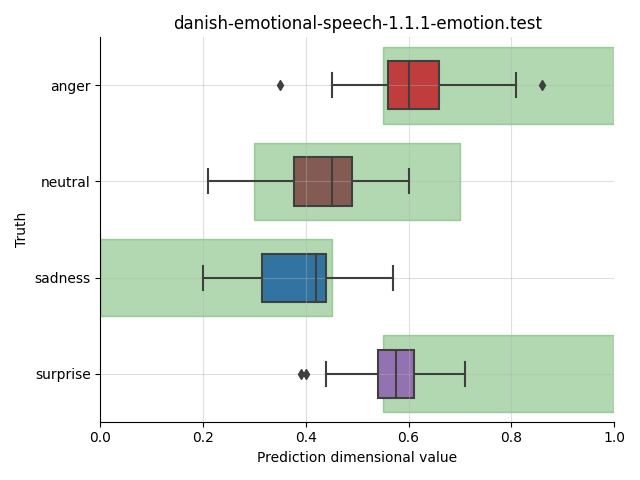 danish-emotional-speech-1.1.1-emotion.test
Truth
anger
neutral
sadness
surprise
0.0 0.2 0.4 0.6 0.8 1.0
Prediction dimensional value